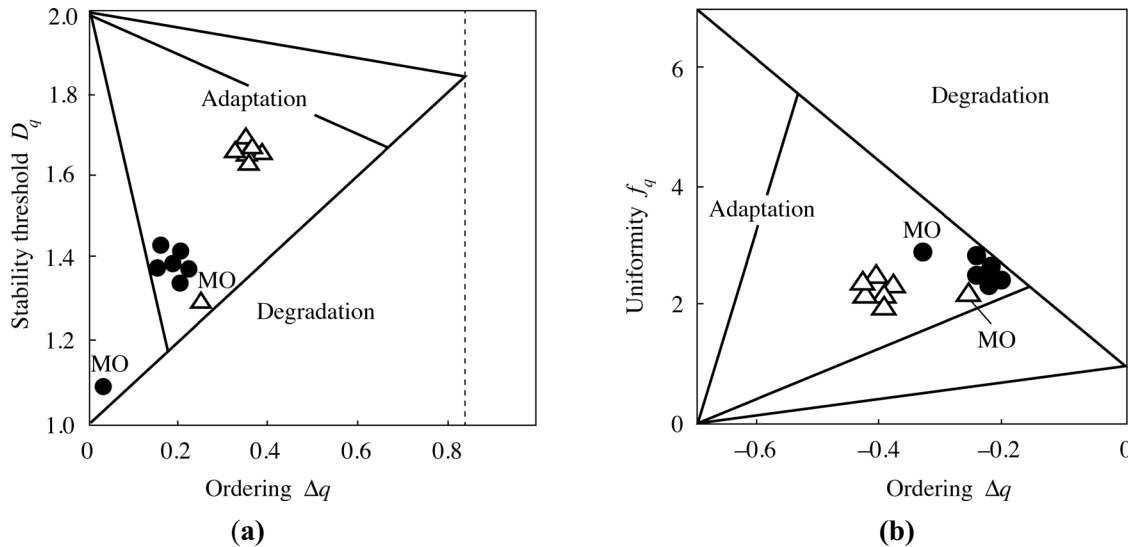 2.0
1.8
1.6
1.4
1.2
1.0
0
0.2
0.4
0.6
0.8
Stability threshold D_q
Ordering Δq
Adaptation
Degradation
MO
MO
(a)
6
4
2
0
−0.6
−0.4
−0.2
0
Uniformity f_q
Ordering Δq
Degradation
Adaptation
MO
MO
(b)